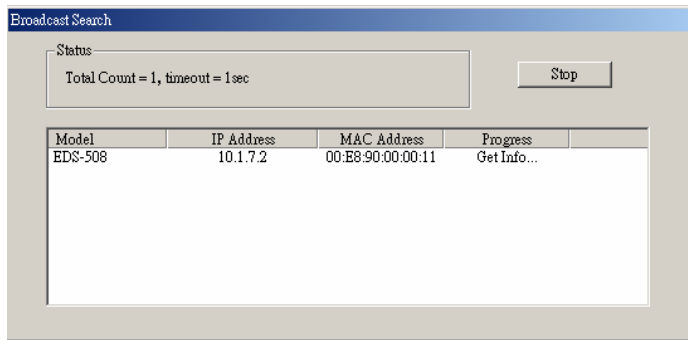 Broadcast Search
Status
Total Count = 1, timeout = 1sec
Stop
Model IP Address MAC Address Progress
EDS-508 10.1.7.2 00:E8:90:00:00:11 Get Info...